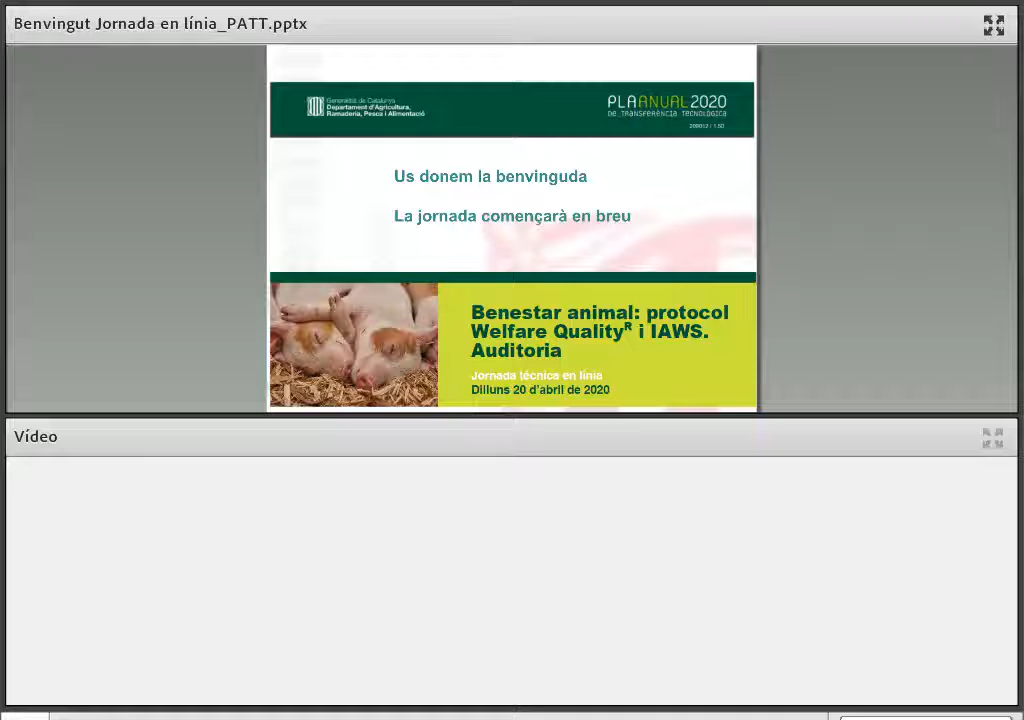 Benvingut Jornada en línia_PATT.pptx
Generalitat de Catalunya
Departament d'Agricultura,
Ramaderia, Pesca i Alimentació
PLAANUAL2020
DE TRANSFERÈNCIA TECNOLÒGICA
Us donem la benvinguda
La jornada començarà en breu
Benestar animal: protocol
Welfare Qualityᴿ i IAWS.
Auditoria
Jornada tècnica en línia
Dilluns 20 d'abril de 2020
Vídeo